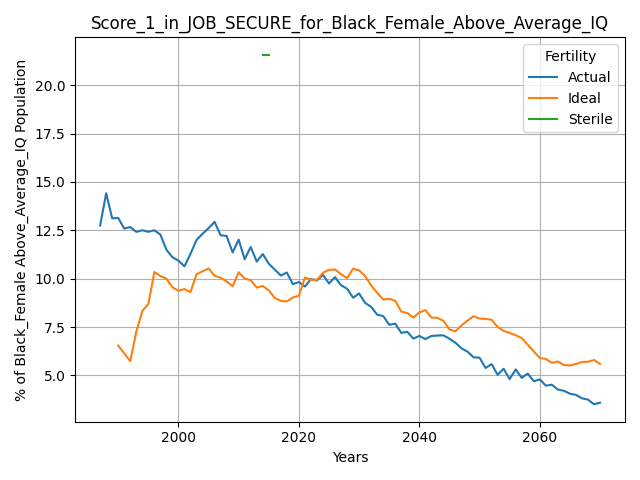 Score_1_in_JOB_SECURE_for_Black_Female_Above_Average_IQ
% of Black_Female Above_Average_IQ Population
20.0
17.5
15.0
12.5
10.0
7.5
5.0
Fertility
Actual
Ideal
Sterile
2000
2020
2040
2060
Years